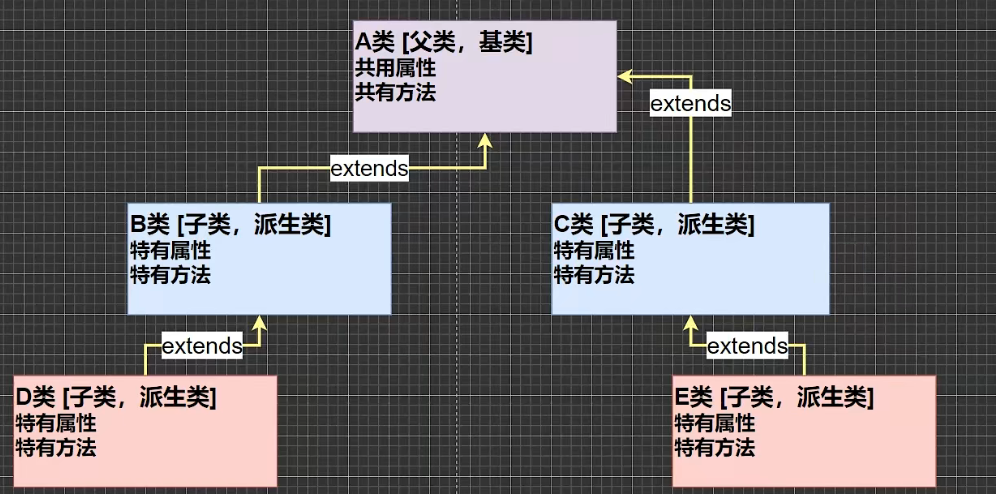 A类 [父类，基类]
共用属性
共有方法
extends
extends
B类 [子类，派生类]
特有属性
特有方法
C类 [子类，派生类]
特有属性
特有方法
extends
extends
D类 [子类，派生类]
特有属性
特有方法
E类 [子类，派生类]
特有属性
特有方法